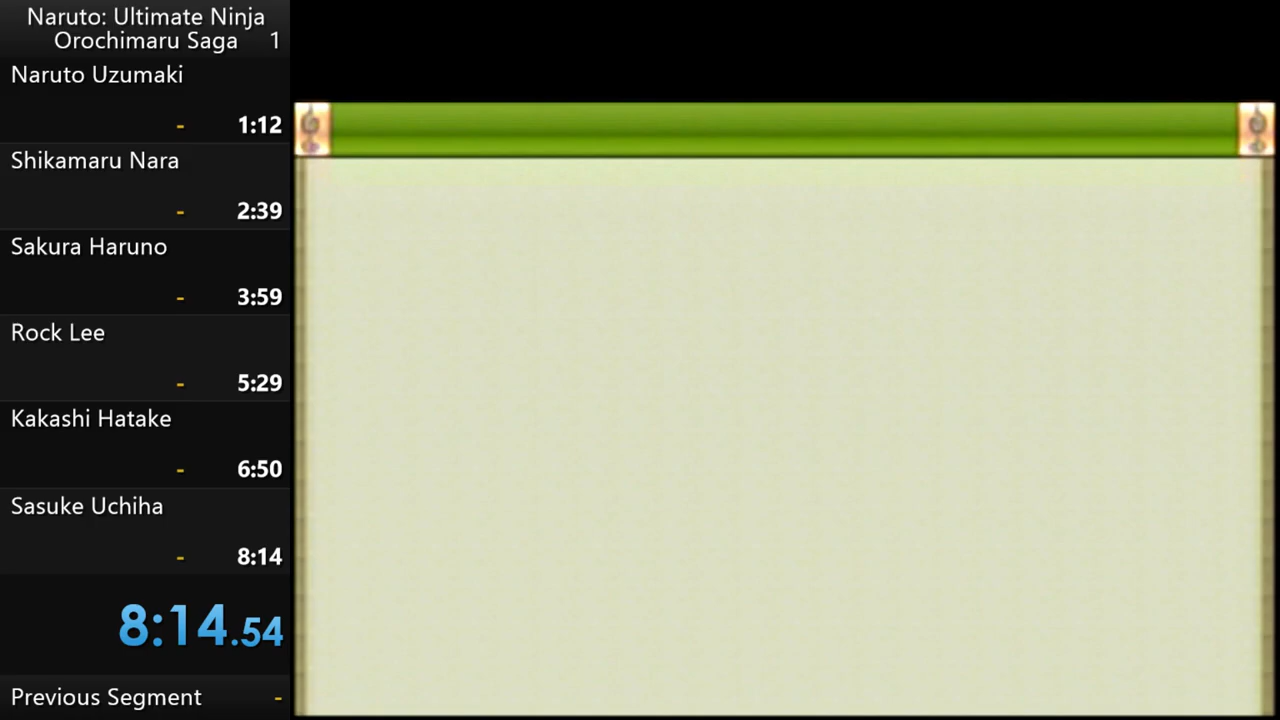 Naruto: Ultimate Ninja
Orochimaru Saga 1
Naruto Uzumaki
- 1:12
Shikamaru Nara
- 2:39
Sakura Haruno
- 3:59
Rock Lee
- 5:29
Kakashi Hatake
- 6:50
Sasuke Uchiha
- 8:14
8:14.54
Previous Segment -